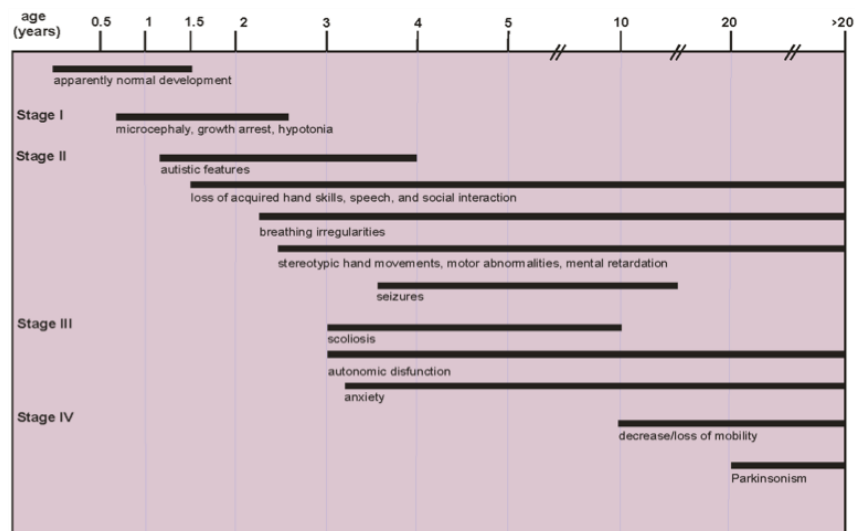 age
(years)
0.5 1 1.5 2 3 4 5 10 20 >20
apparently normal development
Stage I
microcephaly, growth arrest, hypotonia
Stage II
autistic features
loss of acquired hand skills, speech, and social interaction
breathing irregularities
stereotypic hand movements, motor abnormalities, mental retardation
seizures
Stage III
scoliosis
autonomic disfunction
anxiety
Stage IV
decrease/loss of mobility
Parkinsonism